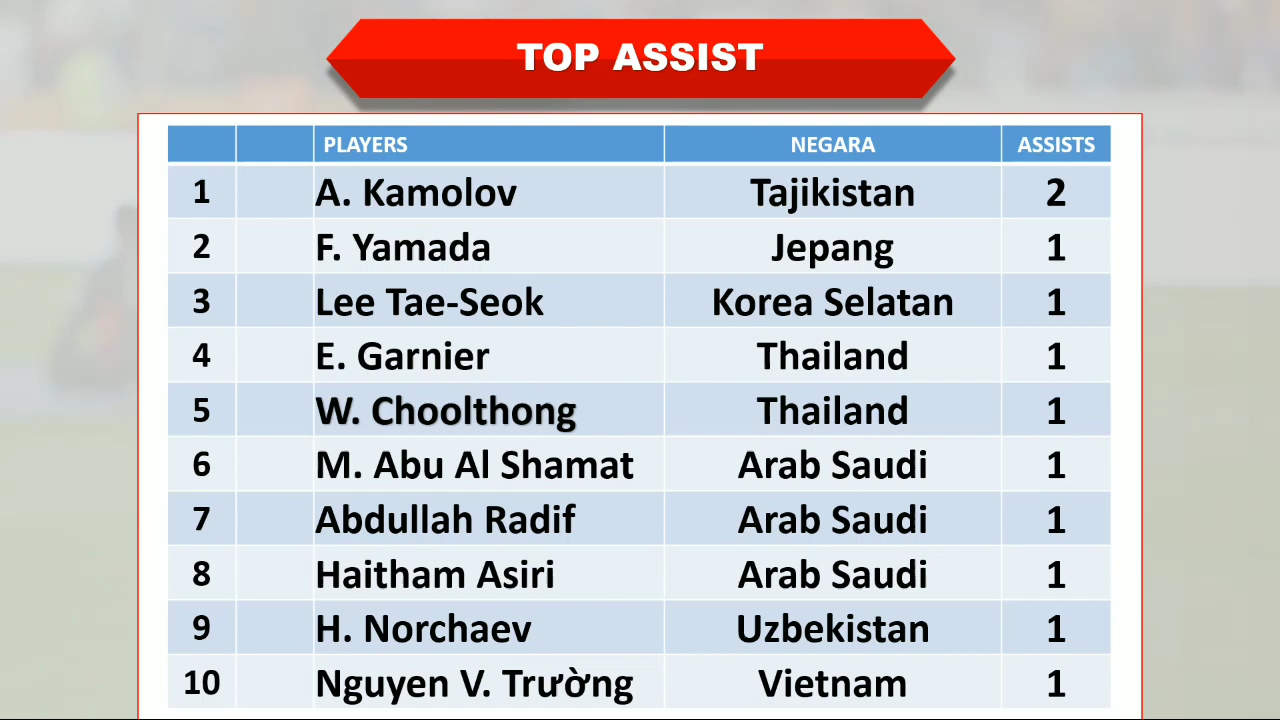 TOP ASSIST
PLAYERS NEGARA ASSISTS
1 A. Kamolov Tajikistan 2
2 F. Yamada Jepang 1
3 Lee Tae-Seok Korea Selatan 1
4 E. Garnier Thailand 1
5 W. Choolthong Thailand 1
6 M. Abu Al Shamat Arab Saudi 1
7 Abdullah Radif Arab Saudi 1
8 Haitham Asiri Arab Saudi 1
9 H. Norchaev Uzbekistan 1
10 Nguyen V. Trường Vietnam 1